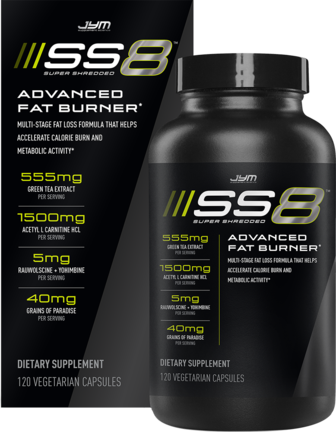 JYM
SUPPLEMENT SCIENCE
SS8™
SUPER SHREDDED
ADVANCED
FAT BURNER*
MULTI-STAGE FAT LOSS FORMULA THAT HELPS
ACCELERATE CALORIE BURN AND
METABOLIC ACTIVITY*
555mg
GREEN TEA EXTRACT
PER SERVING
1500mg
ACETYL L CARNITINE HCL
PER SERVING
5mg
RAUWOLSCINE + YOHIMBINE
PER SERVING
40mg
GRAINS OF PARADISE
PER SERVING
DIETARY SUPPLEMENT
120 VEGETARIAN CAPSULES
JYM
SS8™
SUPER SHREDDED
555mg
GREEN TEA EXTRACT
PER SERVING
1500mg
ACETYL L CARNITINE HCL
PER SERVING
5mg
RAUWOLSCINE + YOHIMBINE
PER SERVING
40mg
GRAINS OF PARADISE
PER SERVING
ADVANCED
FAT BURNER*
MULTI-STAGE FAT LOSS FORMULA THAT HELPS
ACCELERATE CALORIE BURN AND
METABOLIC ACTIVITY*
DIETARY SUPPLEMENT
120 VEGETARIAN CAPSULES